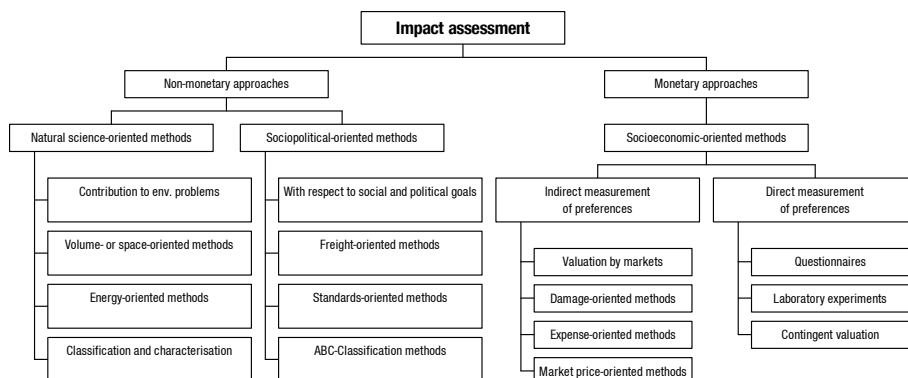 Impact assessment
Non-monetary approaches
Monetary approaches
Natural science-oriented methods
Sociopolitical-oriented methods
Socioeconomic-oriented methods
Contribution to env. problems
Volume- or space-oriented methods
Energy-oriented methods
Classification and characterisation
With respect to social and political goals
Freight-oriented methods
Standards-oriented methods
ABC-Classification methods
Indirect measurement
of preferences
Valuation by markets
Damage-oriented methods
Expense-oriented methods
Market price-oriented methods
Direct measurement
of preferences
Questionnaires
Laboratory experiments
Contingent valuation